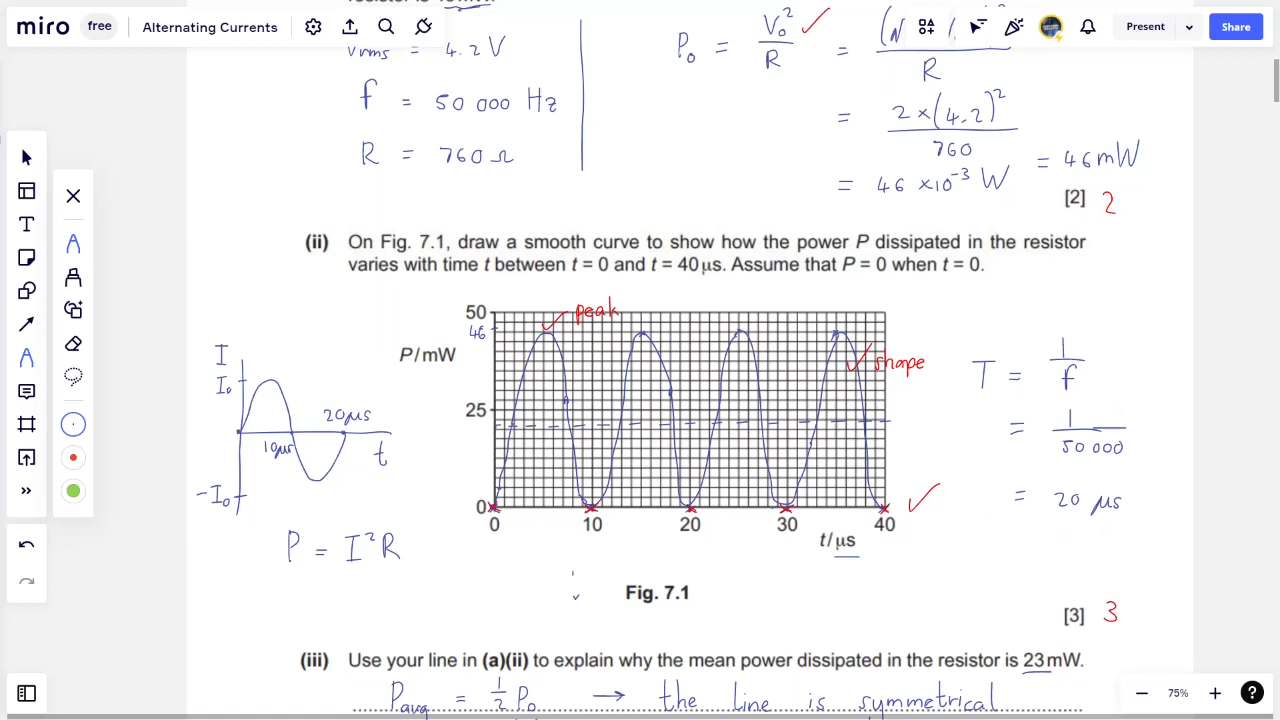 miro free Alternating Currents Present Share
Vrms = 4.2 V
f = 50 000 Hz
R = 760 Ω
P₀ = V₀² / R ✓ =
R
= 2 × (4.2)² / 760
= 46 × 10⁻³ W = 46 mW
[2] 2
(ii) On Fig. 7.1, draw a smooth curve to show how the power P dissipated in the resistor
varies with time t between t = 0 and t = 40 μs. Assume that P = 0 when t = 0.
50
46
P / mW
25
0
peak
shape
0 10 20 30 40
t / μs
Fig. 7.1
I
I₀
-I₀
10μs
20μs
t
P = I²R
T = 1 / f
= 1 / 50 000
= 20 μs
[3] 3
(iii) Use your line in (a)(ii) to explain why the mean power dissipated in the resistor is 23 mW.
Pavg = ½ P₀ → the line is symmetrical
75%